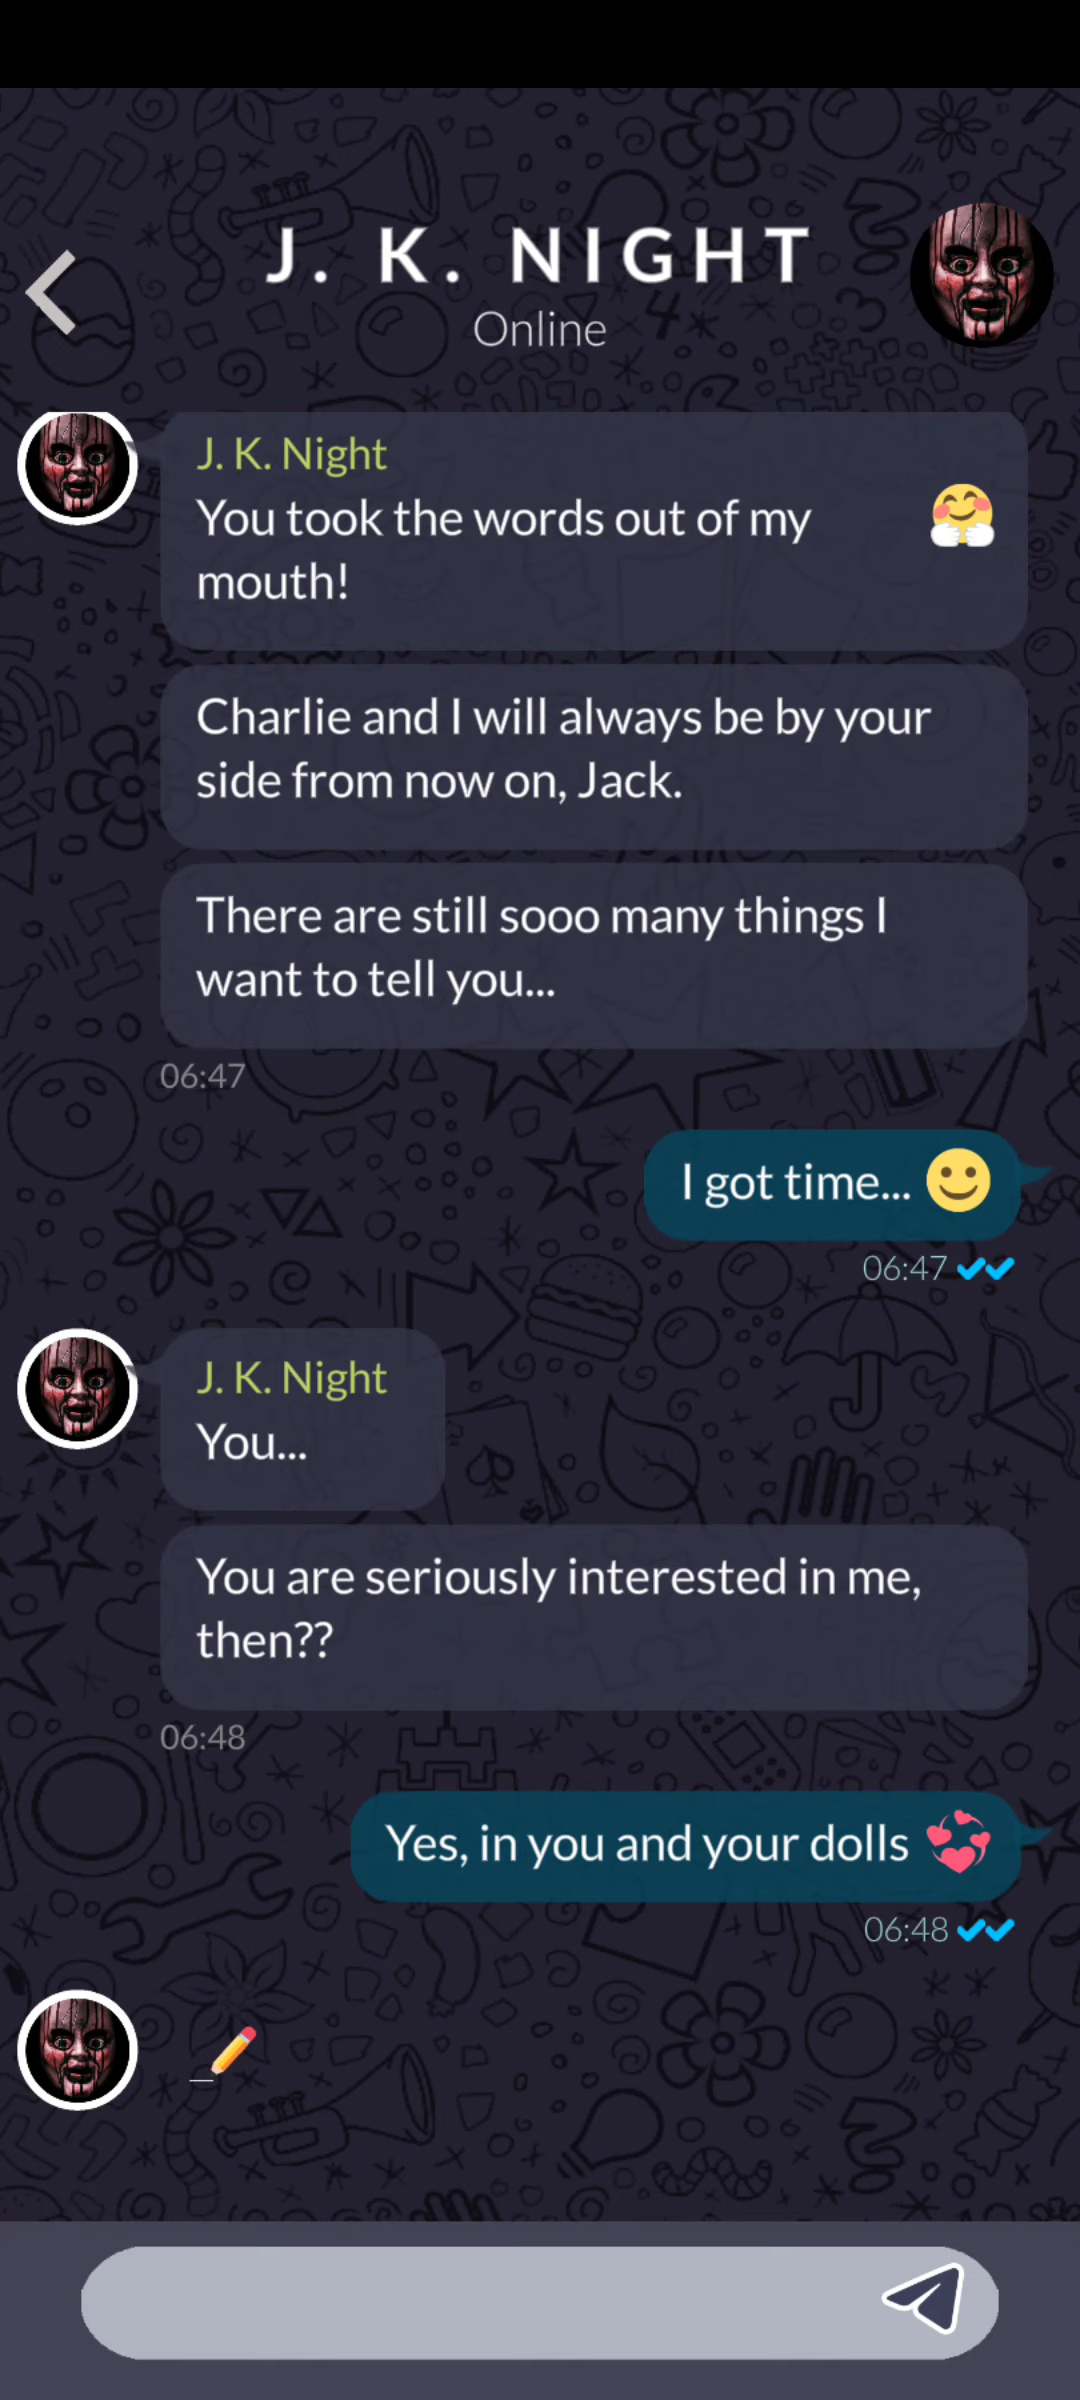 J. K. NIGHT
Online
J. K. Night
You took the words out of my 🤗
mouth!
Charlie and I will always be by your
side from now on, Jack.
There are still sooo many things I
want to tell you...
06:47
I got time... 🙂
06:47
J. K. Night
You...
You are seriously interested in me,
then??
06:48
Yes, in you and your dolls 💞
06:48